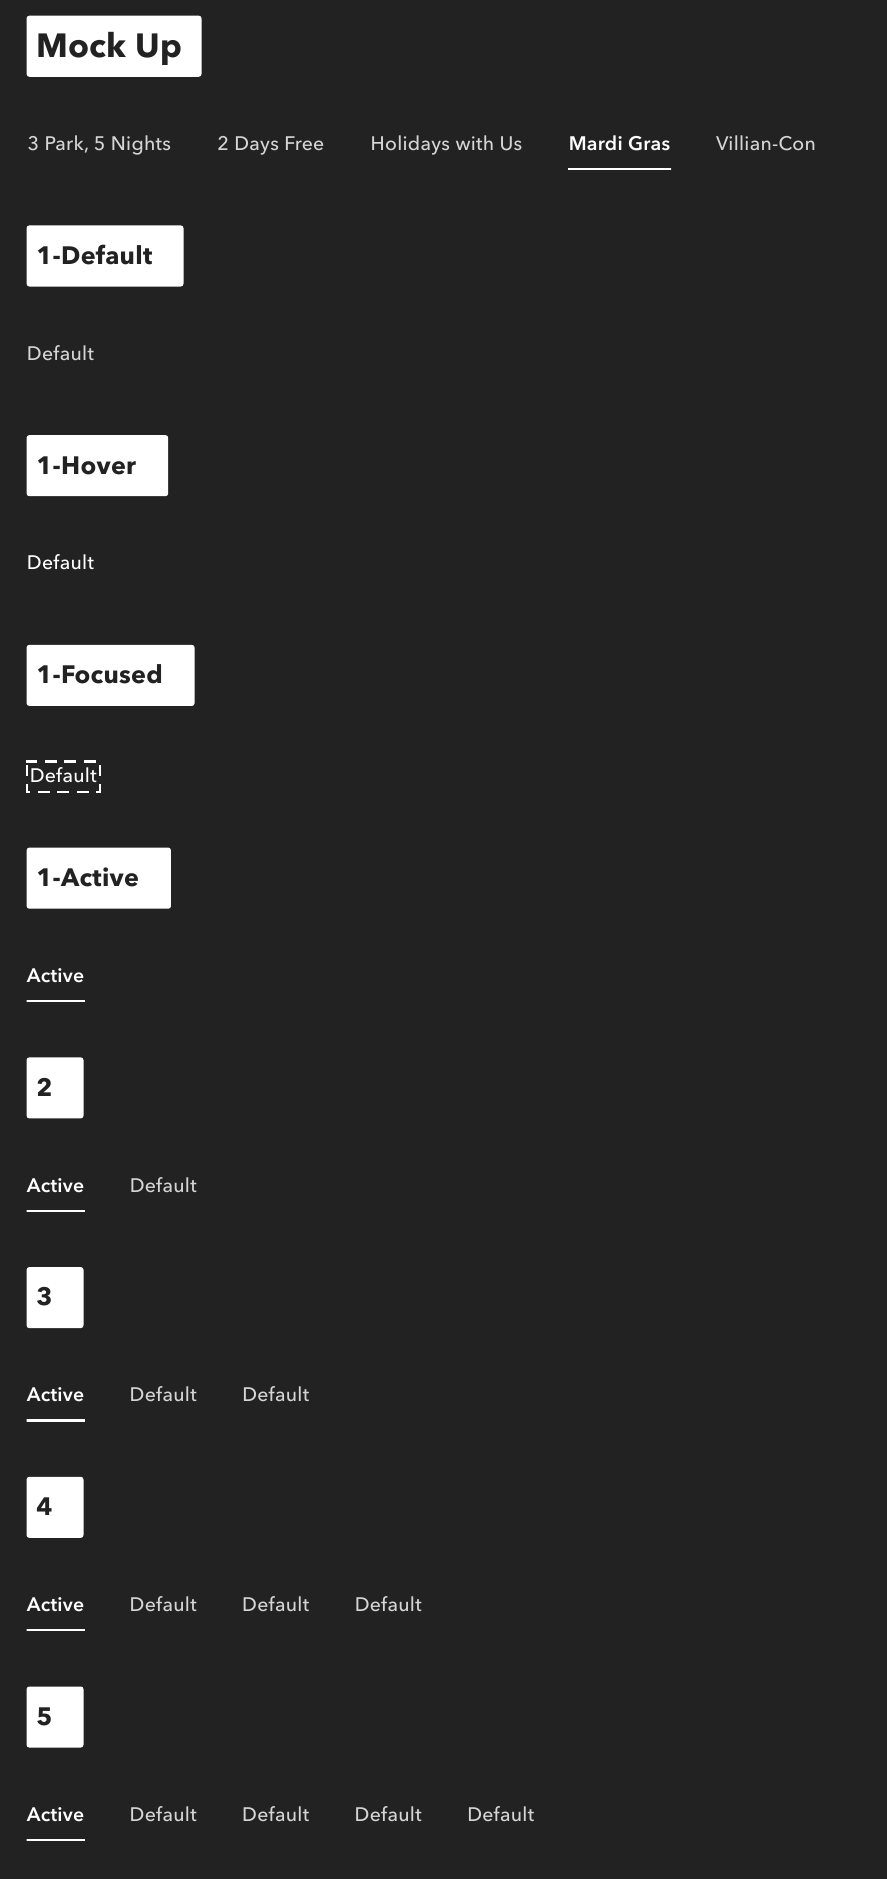 Mock Up
3 Park, 5 Nights 2 Days Free Holidays with Us Mardi Gras Villian-Con
1-Default
Default
1-Hover
Default
1-Focused
Default
1-Active
Active
2
Active Default
3
Active Default Default
4
Active Default Default Default
5
Active Default Default Default Default